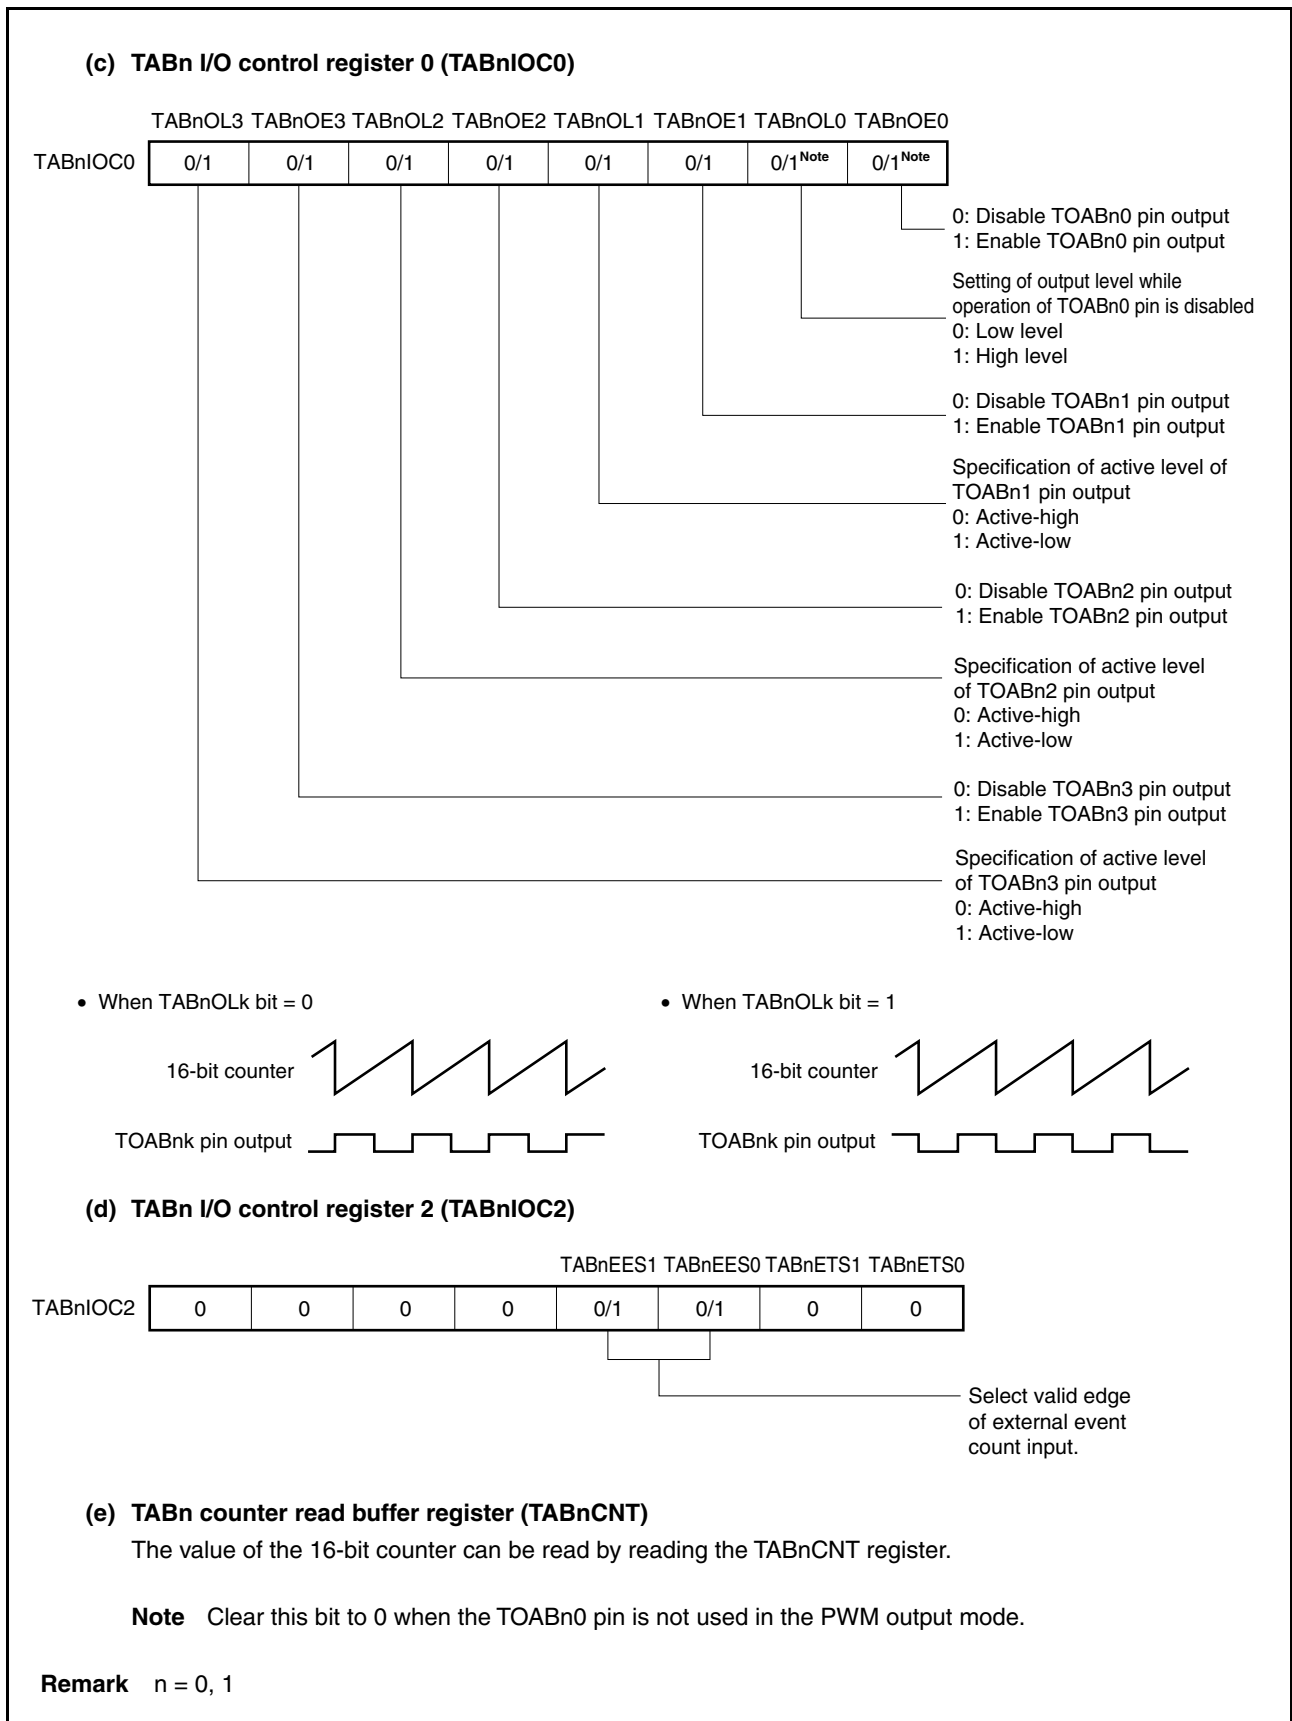 (c) TABn I/O control register 0 (TABnIOC0)
TABnOL3 TABnOE3 TABnOL2 TABnOE2 TABnOL1 TABnOE1 TABnOL0 TABnOE0
TABnIOC0 0/1 0/1 0/1 0/1 0/1 0/1 0/1Note 0/1Note
0: Disable TOABn0 pin output
1: Enable TOABn0 pin output
Setting of output level while
operation of TOABn0 pin is disabled
0: Low level
1: High level
0: Disable TOABn1 pin output
1: Enable TOABn1 pin output
Specification of active level of
TOABn1 pin output
0: Active-high
1: Active-low
0: Disable TOABn2 pin output
1: Enable TOABn2 pin output
Specification of active level
of TOABn2 pin output
0: Active-high
1: Active-low
0: Disable TOABn3 pin output
1: Enable TOABn3 pin output
Specification of active level
of TOABn3 pin output
0: Active-high
1: Active-low
• When TABnOLk bit = 0
16-bit counter
TOABnk pin output
• When TABnOLk bit = 1
16-bit counter
TOABnk pin output
(d) TABn I/O control register 2 (TABnIOC2)
TABnEES1 TABnEES0 TABnETS1 TABnETS0
TABnIOC2 0 0 0 0 0/1 0/1 0 0
Select valid edge
of external event
count input.
(e) TABn counter read buffer register (TABnCNT)
The value of the 16-bit counter can be read by reading the TABnCNT register.
Note Clear this bit to 0 when the TOABn0 pin is not used in the PWM output mode.
Remark n = 0, 1